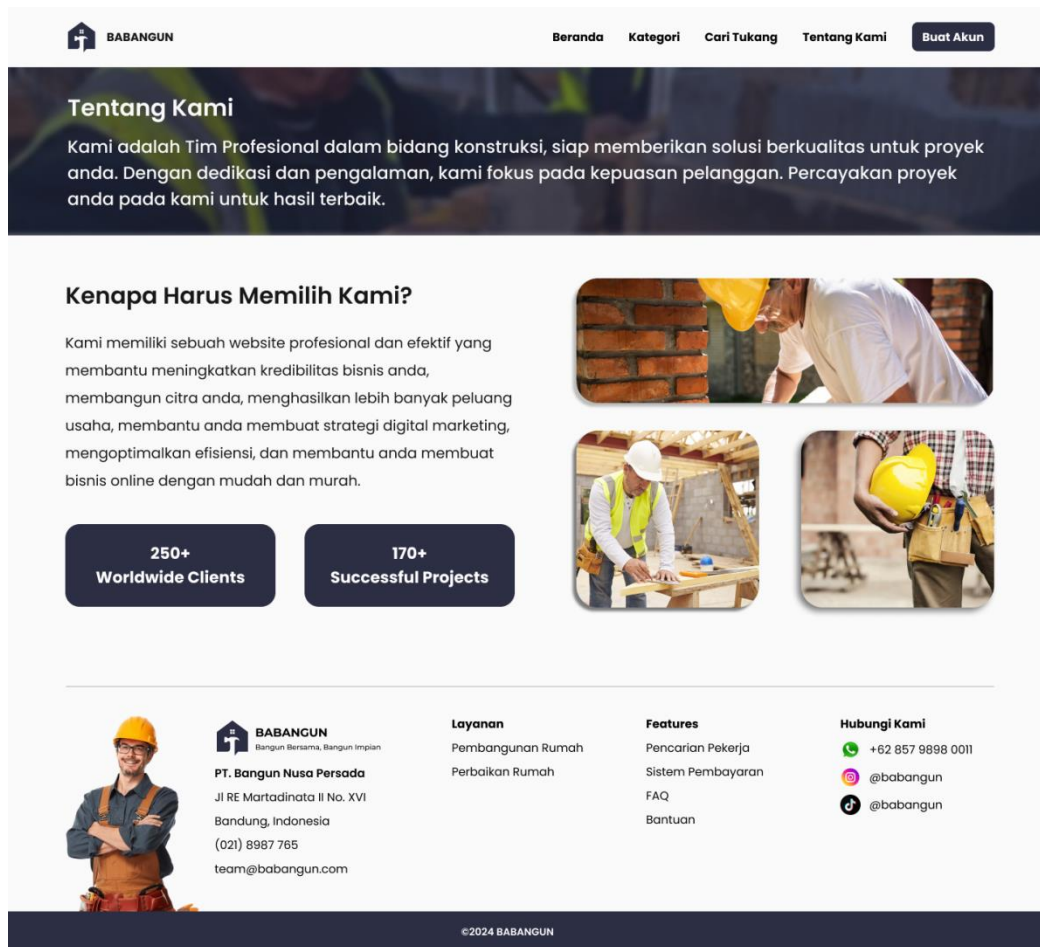 BABANGUN
Beranda
Kategori
Cari Tukang
Tentang Kami
Buat Akun
Tentang Kami
Kami adalah Tim Profesional dalam bidang konstruksi, siap memberikan solusi berkualitas untuk proyek
anda. Dengan dedikasi dan pengalaman, kami fokus pada kepuasan pelanggan. Percayakan proyek
anda pada kami untuk hasil terbaik.
Kenapa Harus Memilih Kami?
Kami memiliki sebuah website profesional dan efektif yang
membantu meningkatkan kredibilitas bisnis anda,
membangun citra anda, menghasilkan lebih banyak peluang
usaha, membantu anda membuat strategi digital marketing,
mengoptimalkan efisiensi, dan membantu anda membuat
bisnis online dengan mudah dan murah.
250+
Worldwide Clients
170+
Successful Projects
BABANGUN
Bangun Bersama, Bangun Impian
PT. Bangun Nusa Persada
Jl RE Martadinata II No. XVI
Bandung, Indonesia
(021) 8987 765
team@babangun.com
Layanan
Pembangunan Rumah
Perbaikan Rumah
Features
Pencarian Pekerja
Sistem Pembayaran
FAQ
Bantuan
Hubungi Kami
+62 857 9898 0011
@babangun
@babangun
©2024 BABANGUN